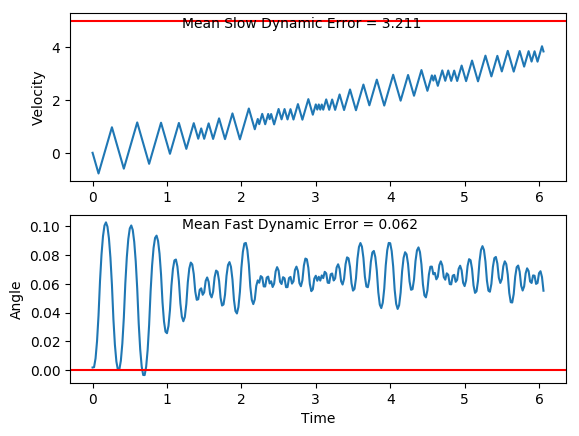 Mean Slow Dynamic Error = 3.211
4
2
0
Velocity
0 1 2 3 4 5 6
Mean Fast Dynamic Error = 0.062
0.10
0.08
0.06
0.04
0.02
0.00
Angle
0 1 2 3 4 5 6
Time